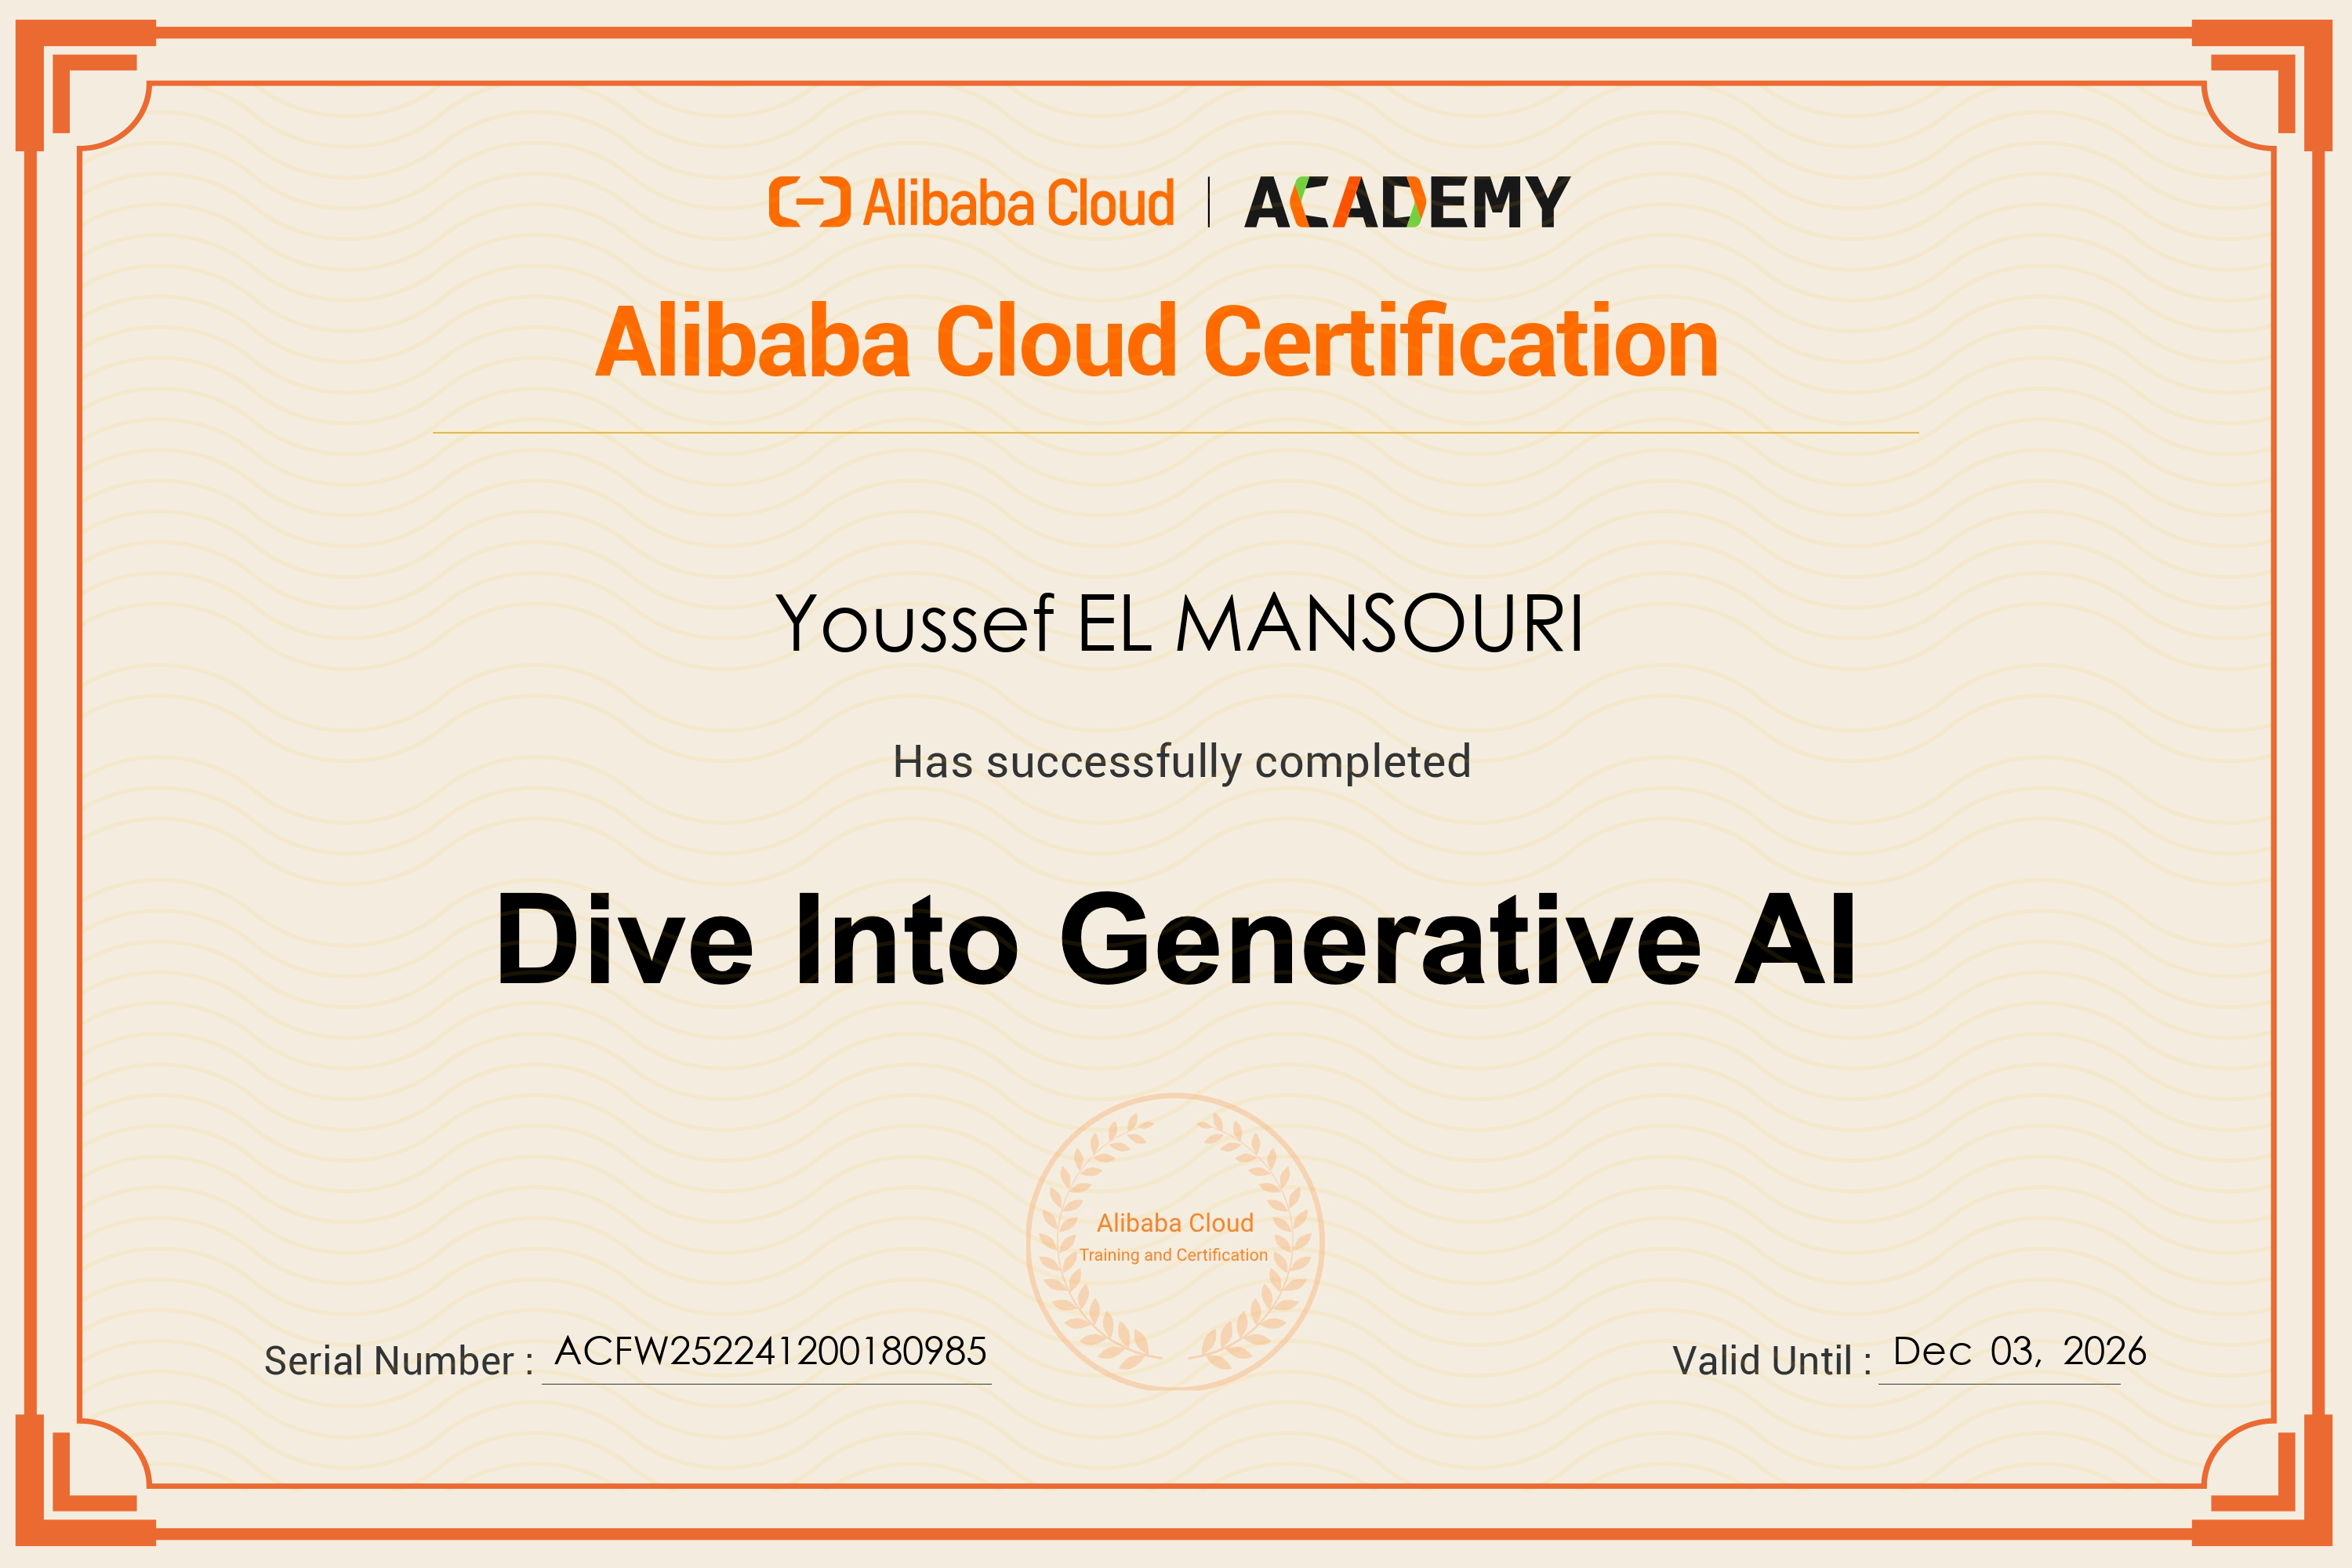 Alibaba Cloud | ACADEMY
Alibaba Cloud Certification
Youssef EL MANSOURI
Has successfully completed
Dive Into Generative AI
Alibaba Cloud
Training and Certification
Serial Number : ACFW252241200180985
Valid Until : Dec 03, 2026